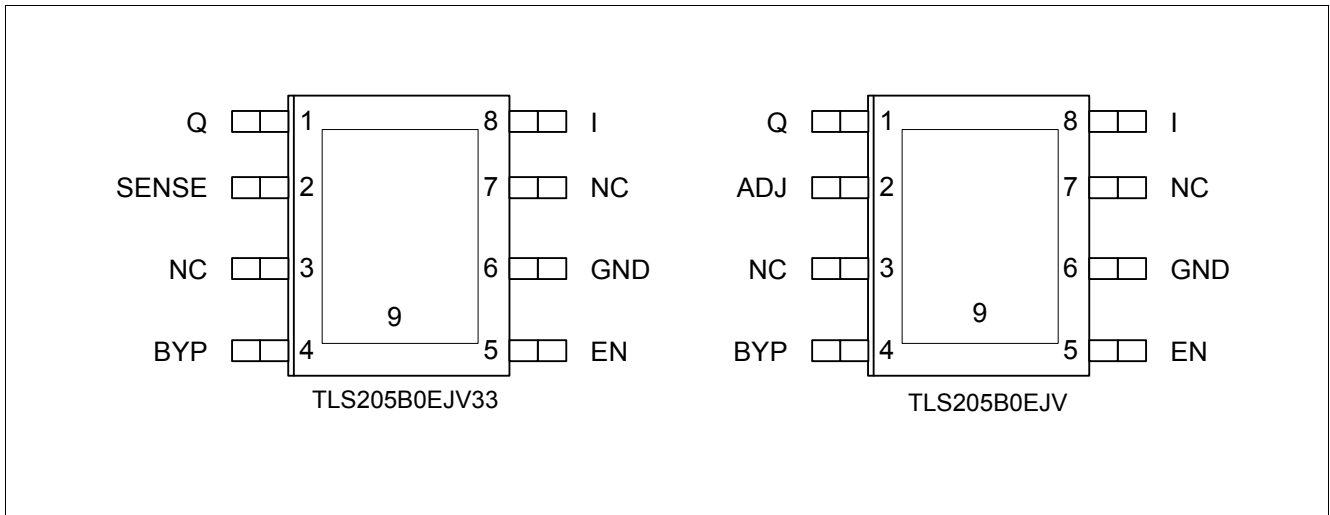 Q 1 8 I
SENSE 2 7 NC
NC 3 6 GND
9
BYP 4 5 EN
TLS205B0EJV33
Q 1 8 I
ADJ 2 7 NC
NC 3 6 GND
9
BYP 4 5 EN
TLS205B0EJV